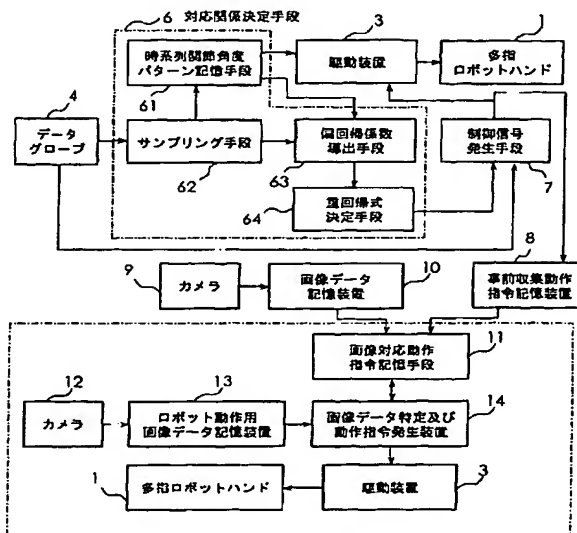 6 対応関係決定手段
3
1
時系列関節角度
パターン記憶手段
駆動装置
多指
ロボットハンド
61
4
データ
グローブ
サンプリング手段
偏回帰係数
導出手段
制御信号
発生手段
62
63
7
重回帰式
決定手段
64
8
9
10
カメラ
画像データ
記憶装置
事前収集動作
指令記憶装置
11
画像対応動作
指令記憶手段
12
13
14
カメラ
ロボット動作用
画像データ記憶装置
画像データ特定及び
動作指令発生装置
1
3
多指ロボットハンド
駆動装置